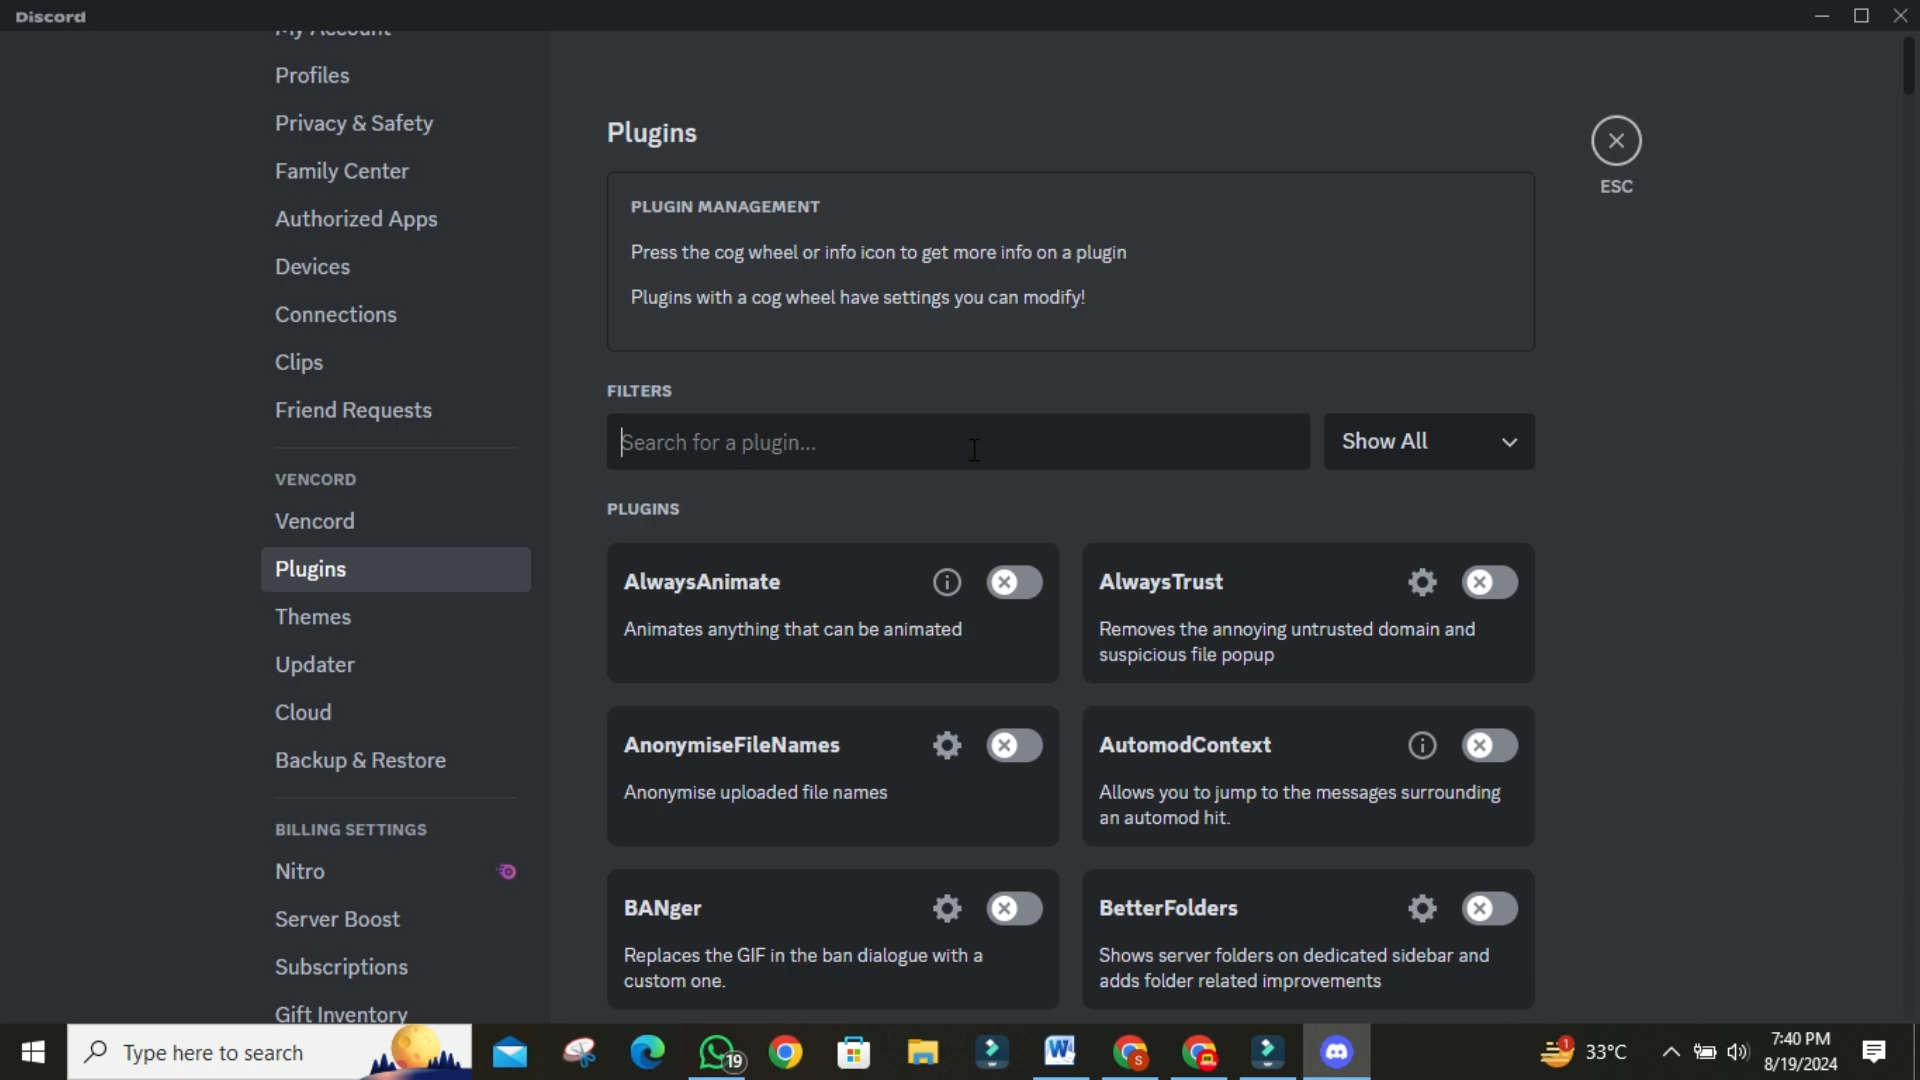 Discord
My Account
Profiles
Privacy & Safety
Family Center
Authorized Apps
Devices
Connections
Clips
Friend Requests
VENCORD
Vencord
Plugins
Themes
Updater
Cloud
Backup & Restore
BILLING SETTINGS
Nitro
Server Boost
Subscriptions
Gift Inventory
Plugins
PLUGIN MANAGEMENT
Press the cog wheel or info icon to get more info on a plugin
Plugins with a cog wheel have settings you can modify!
ESC
FILTERS
Search for a plugin...
Show All
PLUGINS
AlwaysAnimate
Animates anything that can be animated
AlwaysTrust
Removes the annoying untrusted domain and
suspicious file popup
AnonymiseFileNames
Anonymise uploaded file names
AutomodContext
Allows you to jump to the messages surrounding
an automod hit.
BANger
Replaces the GIF in the ban dialogue with a
custom one.
BetterFolders
Shows server folders on dedicated sidebar and
adds folder related improvements
Type here to search
19
S
1
33°C
7:40 PM
8/19/2024